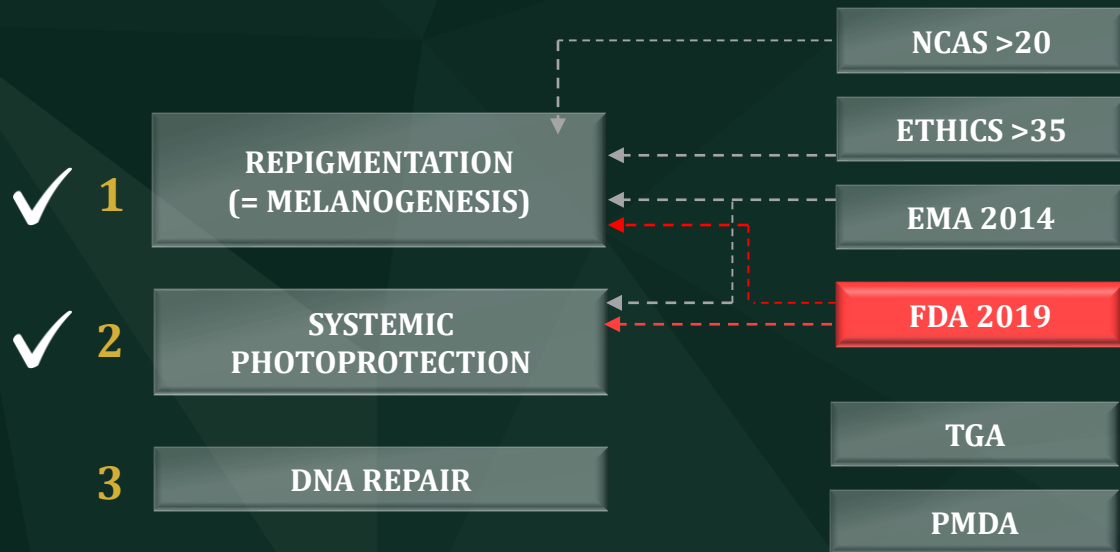 NCAS >20
ETHICS >35
1
REPIGMENTATION
(= MELANOGENESIS)
EMA 2014
2
SYSTEMIC
PHOTOPROTECTION
FDA 2019
TGA
3
DNA REPAIR
PMDA